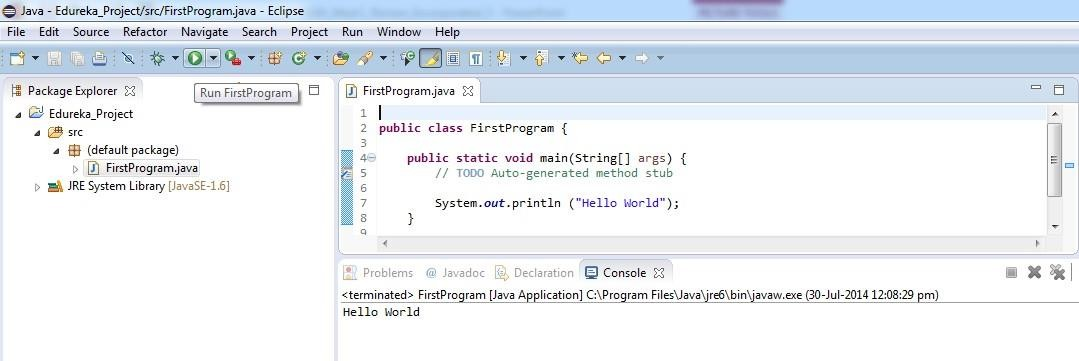 Java - Edureka_Project/src/FirstProgram.java - Eclipse
File Edit Source Refactor Navigate Search Project Run Window Help
Package Explorer
Run FirstProgram
Edureka_Project
src
(default package)
FirstProgram.java
JRE System Library [JavaSE-1.6]
FirstProgram.java
1
2 public class FirstProgram {
3
4 public static void main(String[] args) {
5 // TODO Auto-generated method stub
6
7 System.out.println ("Hello World");
8 }
9
Problems @ Javadoc Declaration Console
<terminated> FirstProgram [Java Application] C:\Program Files\Java\jre6\bin\javaw.exe (30-Jul-2014 12:08:29 pm)
Hello World